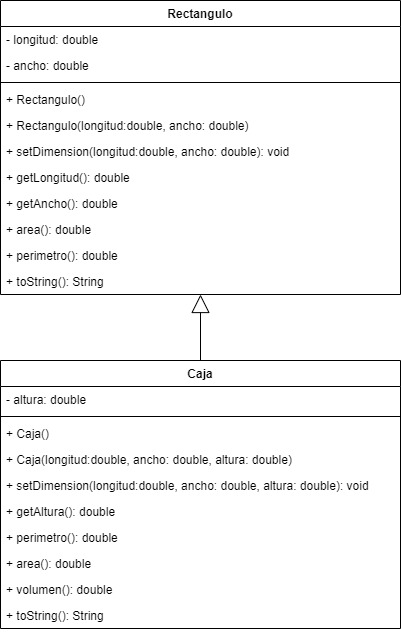 Rectangulo
- longitud: double
- ancho: double
+ Rectangulo()
+ Rectangulo(longitud:double, ancho: double)
+ setDimension(longitud:double, ancho: double): void
+ getLongitud(): double
+ getAncho(): double
+ area(): double
+ perimetro(): double
+ toString(): String
Caja
- altura: double
+ Caja()
+ Caja(longitud:double, ancho: double, altura: double)
+ setDimension(longitud:double, ancho: double, altura: double): void
+ getAltura(): double
+ perimetro(): double
+ area(): double
+ volumen(): double
+ toString(): String